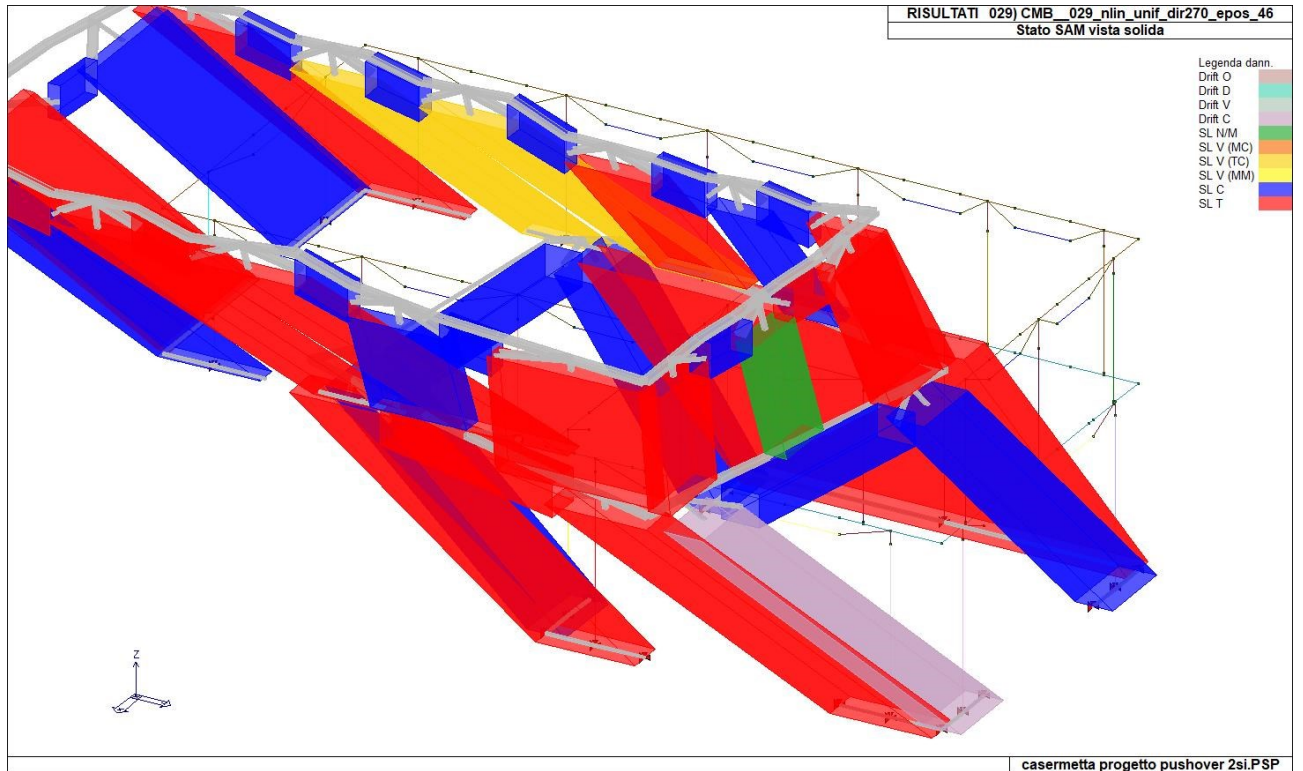 RISULTATI 029) CMB__029_nlin_unif_dir270_epos_46
Stato SAM vista solida
Legenda dann.
Drift O
Drift D
Drift V
Drift C
SL N/M
SL V (MC)
SL V (TC)
SL V (MM)
SL C
SL T
Z
casermetta progetto pushover 2si.PSP